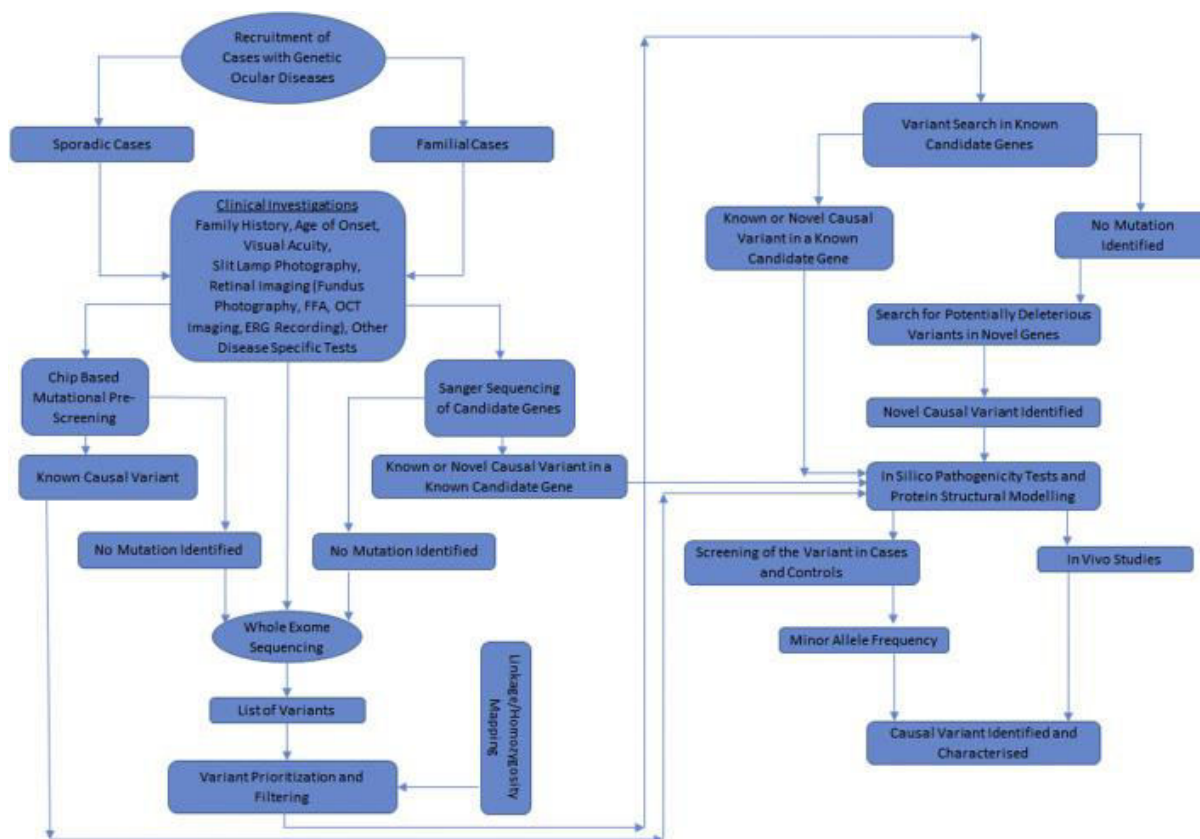 Recruitment of
Cases with Genetic
Ocular Diseases
Sporadic Cases
Familial Cases
Clinical Investigations
Family History, Age of Onset,
Visual Acuity,
Slit Lamp Photography,
Retinal Imaging (Fundus
Photography, FFA, OCT
Imaging, ERG Recording), Other
Disease Specific Tests
Chip Based
Mutational Pre-
Screening
Sanger Sequencing
of Candidate Genes
Known Causal Variant
Known or Novel Causal Variant in a
Known Candidate Gene
No Mutation Identified
No Mutation Identified
Whole Exome
Sequencing
List of Variants
Linkage/Homozygosity
Mapping
Variant Prioritization and
Filtering
Variant Search in Known
Candidate Genes
Known or Novel Causal
Variant in a Known
Candidate Gene
No Mutation
Identified
Search for Potentially Deleterious
Variants in Novel Genes
Novel Causal Variant Identified
In Silico Pathogenicity Tests and
Protein Structural Modelling
Screening of the Variant in Cases
and Controls
In Vivo Studies
Minor Allele Frequency
Causal Variant Identified and
Characterised